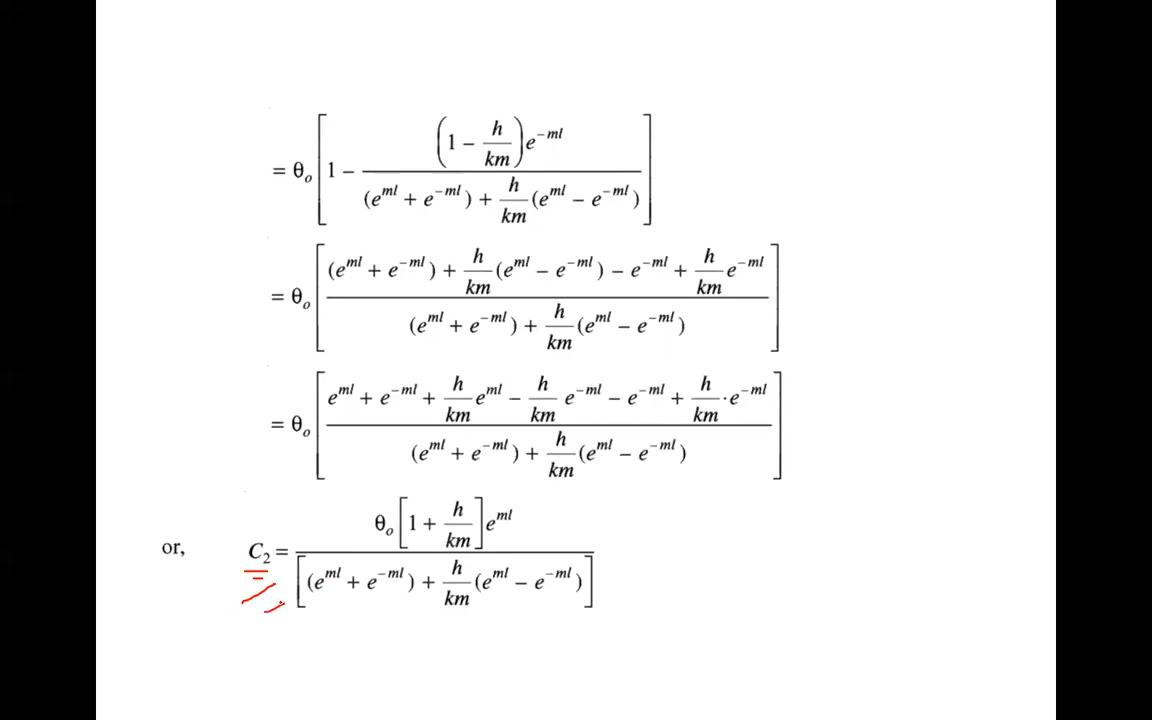 = θ_o [1 − ((1 − h/km)e^{−ml}) / ((e^{ml} + e^{−ml}) + h/km (e^{ml} − e^{−ml}))]
= θ_o [((e^{ml} + e^{−ml}) + h/km (e^{ml} − e^{−ml}) − e^{−ml} + h/km e^{−ml}) / ((e^{ml} + e^{−ml}) + h/km (e^{ml} − e^{−ml}))]
= θ_o [(e^{ml} + e^{−ml} + h/km e^{ml} − h/km e^{−ml} − e^{−ml} + h/km · e^{−ml}) / ((e^{ml} + e^{−ml}) + h/km (e^{ml} − e^{−ml}))]
or, C_2 = (θ_o [1 + h/km] e^{ml}) / [(e^{ml} + e^{−ml}) + h/km (e^{ml} − e^{−ml})]